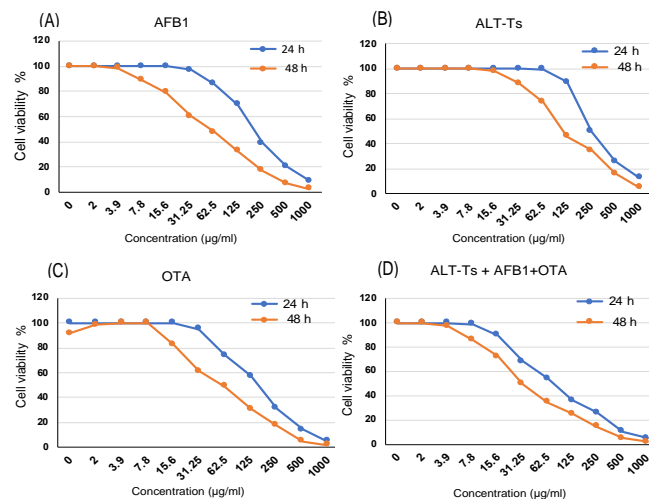 (A)
AFB1
120
100
80
60
40
20
0
Cell viability %
24 h
48 h
0 2 3.9 7.8 15.6 31.25 62.5 125 250 500 1000
Concentration (µg/ml)
(B)
ALT-Ts
120
100
80
60
40
20
0
Cell viability %
24 h
48 h
0 2 3.9 7.8 15.6 31.25 62.5 125 250 500 1000
Concentration (µg/ml)
(C)
OTA
120
100
80
60
40
20
0
Cell viability %
24 h
48 h
0 2 3.9 7.8 15.6 31.25 62.5 125 250 500 1000
Concentration (µg/ml)
(D)
ALT-Ts + AFB1+OTA
120
100
80
60
40
20
0
Cell viability %
24 h
48 h
0 2 3.9 7.8 15.6 31.25 62.5 125 250 500 1000
Concentration (µg/ml)